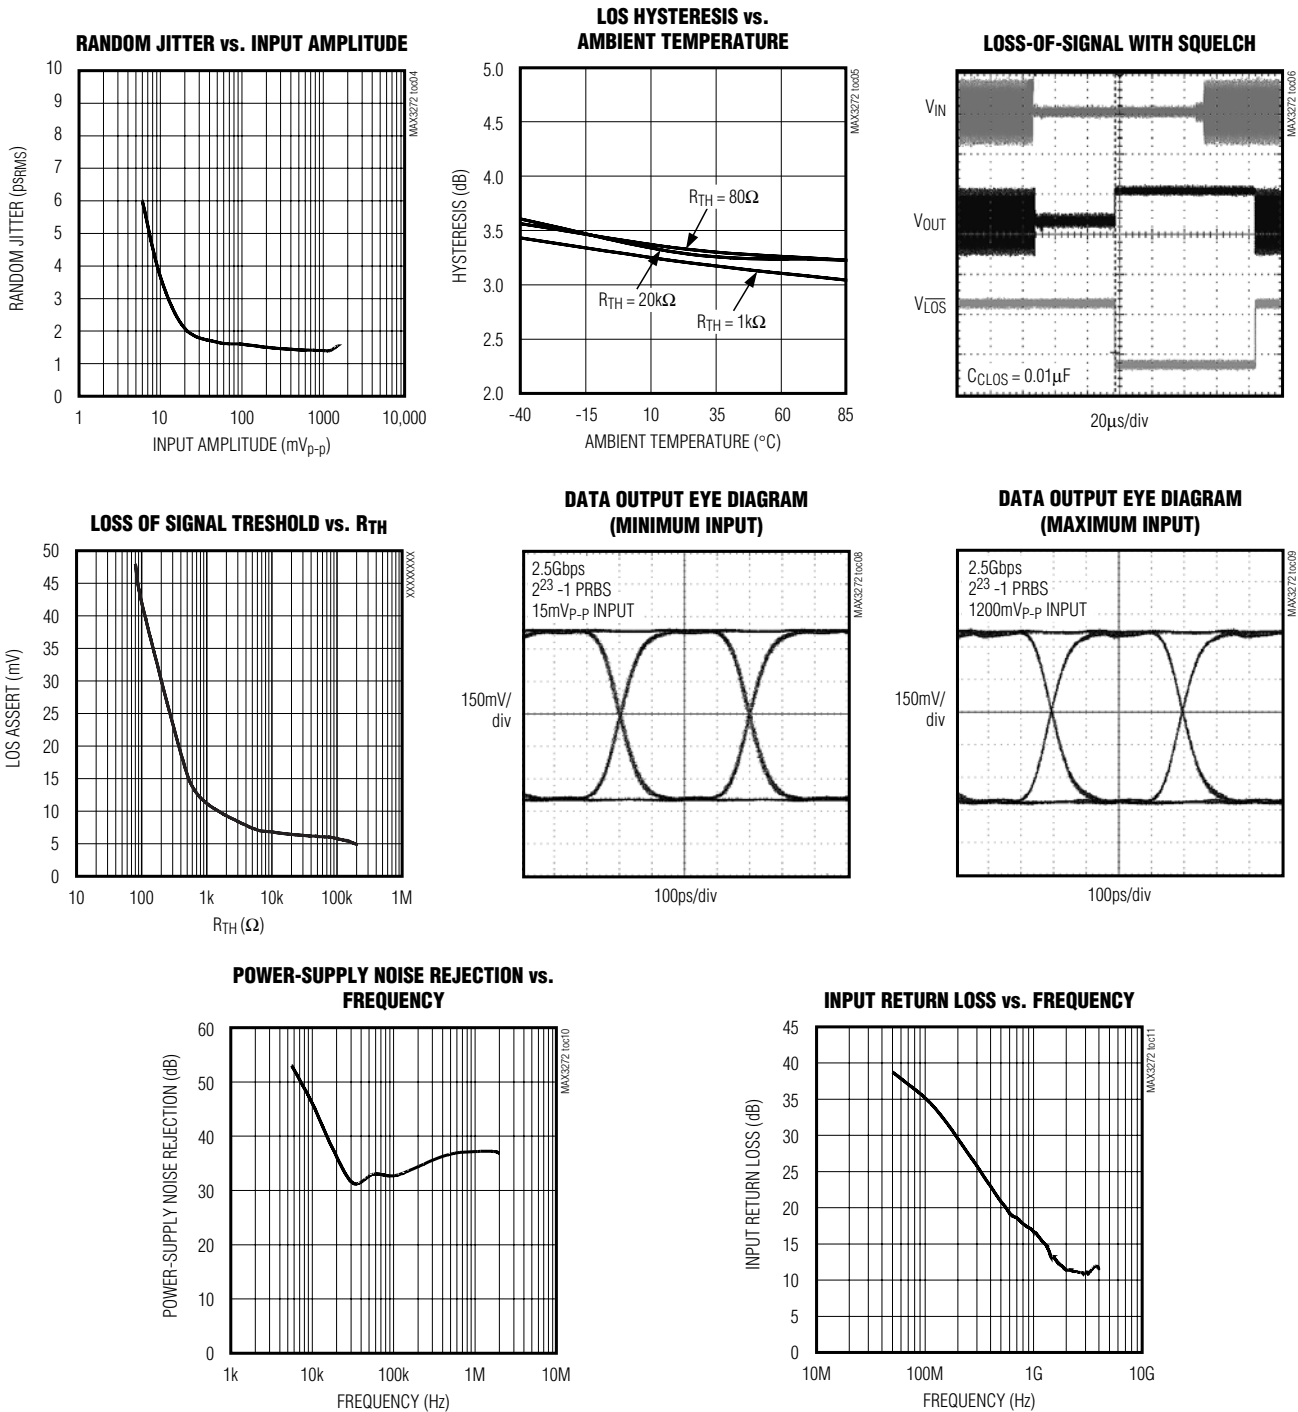 RANDOM JITTER vs. INPUT AMPLITUDE
MAX3272 toc04
RANDOM JITTER (psRMS)
10
9
8
7
6
5
4
3
2
1
0
1 10 100 1000 10,000
INPUT AMPLITUDE (mVp-p)
LOS HYSTERESIS vs.
AMBIENT TEMPERATURE
MAX3272 toc05
HYSTERESIS (dB)
5.0
4.5
4.0
3.5
3.0
2.5
2.0
RTH = 80Ω
RTH = 20kΩ
RTH = 1kΩ
-40 -15 10 35 60 85
AMBIENT TEMPERATURE (°C)
LOSS-OF-SIGNAL WITH SQUELCH
MAX3272 toc06
VIN
VOUT
VLOS
CCLOS = 0.01μF
20μs/div
LOSS OF SIGNAL TRESHOLD vs. RTH
XXXXXXXX
LOS ASSERT (mV)
50
45
40
35
30
25
20
15
10
5
0
10 100 1k 10k 100k 1M
RTH (Ω)
DATA OUTPUT EYE DIAGRAM
(MINIMUM INPUT)
MAX3272 toc08
2.5Gbps
2²³ -1 PRBS
15mVP-P INPUT
150mV/
div
100ps/div
DATA OUTPUT EYE DIAGRAM
(MAXIMUM INPUT)
MAX3272 toc09
2.5Gbps
2²³ -1 PRBS
1200mVP-P INPUT
150mV/
div
100ps/div
POWER-SUPPLY NOISE REJECTION vs.
FREQUENCY
MAX3272 toc10
POWER-SUPPLY NOISE REJECTION (dB)
60
50
40
30
20
10
0
1k 10k 100k 1M 10M
FREQUENCY (Hz)
INPUT RETURN LOSS vs. FREQUENCY
MAX3272 toc11
INPUT RETURN LOSS (dB)
45
40
35
30
25
20
15
10
5
0
10M 100M 1G 10G
FREQUENCY (Hz)